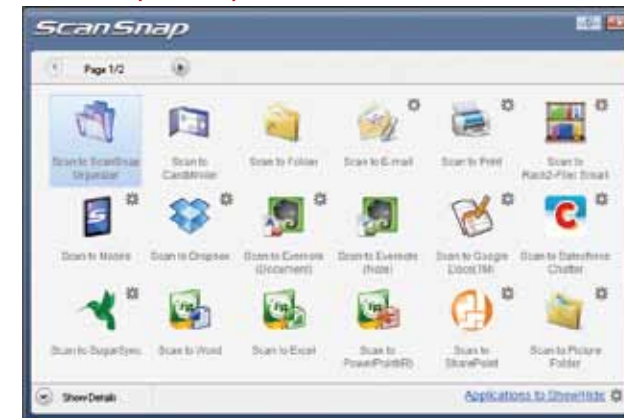 ScanSnap
Page 1/2
Scan to ScanSnap
Organizer
Scan to
CardMinder
Scan to Folder
Scan to E-mail
Scan to Print
Scan to
Rack2-Filer Smart
Scan to Mobile
Scan to Dropbox
Scan to Evernote
(Document)
Scan to Evernote
(Note)
Scan to Google
Docs(TM)
Scan to Salesforce
Chatter
Scan to SugarSync
Scan to Word
Scan to Excel
Scan to
PowerPoint(R)
Scan to
SharePoint
Scan to Picture
Folder
Show Details
Applications to Show/Hide